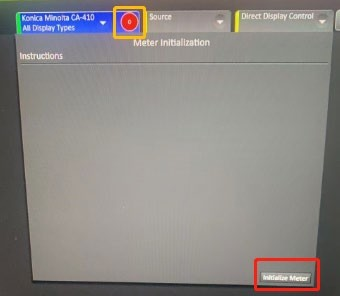 Konica Minolta CA-410
All Display Types
0
Source
Direct Display Control
Meter Initialization
Instructions
Initialize Meter